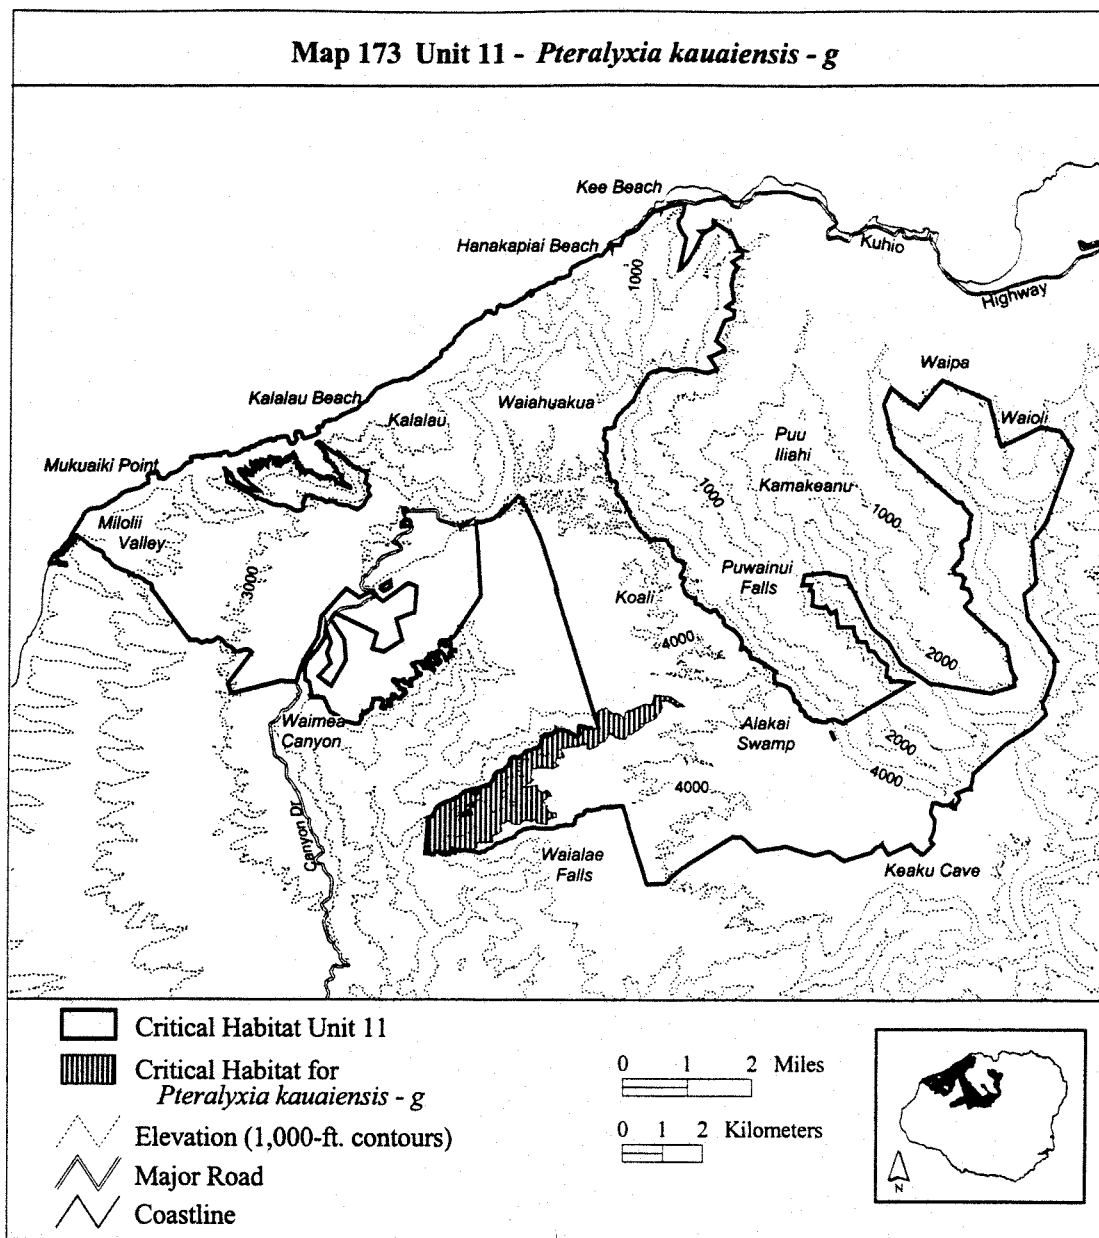 Map 173 Unit 11 - Pteralyxia kauaiensis - g
Kee Beach
Hanakapiai Beach
Kuhio
Highway
1000
Waipa
Kalalau Beach
Kalalau
Waiahuakua
Waioli
Puu
Iliahi
Mukuaiki Point
Kamakeanu
1000
1000
Milolii
Valley
3000
Puwainui
Falls
Koali
4000
2000
Waimea
Canyon
Alakai
Swamp
2000
4000
4000
Canyon Dr
Waialae
Falls
Keaku Cave
Critical Habitat Unit 11
Critical Habitat for
Pteralyxia kauaiensis - g
Elevation (1,000-ft. contours)
Major Road
Coastline
0 1 2 Miles
0 1 2 Kilometers
N